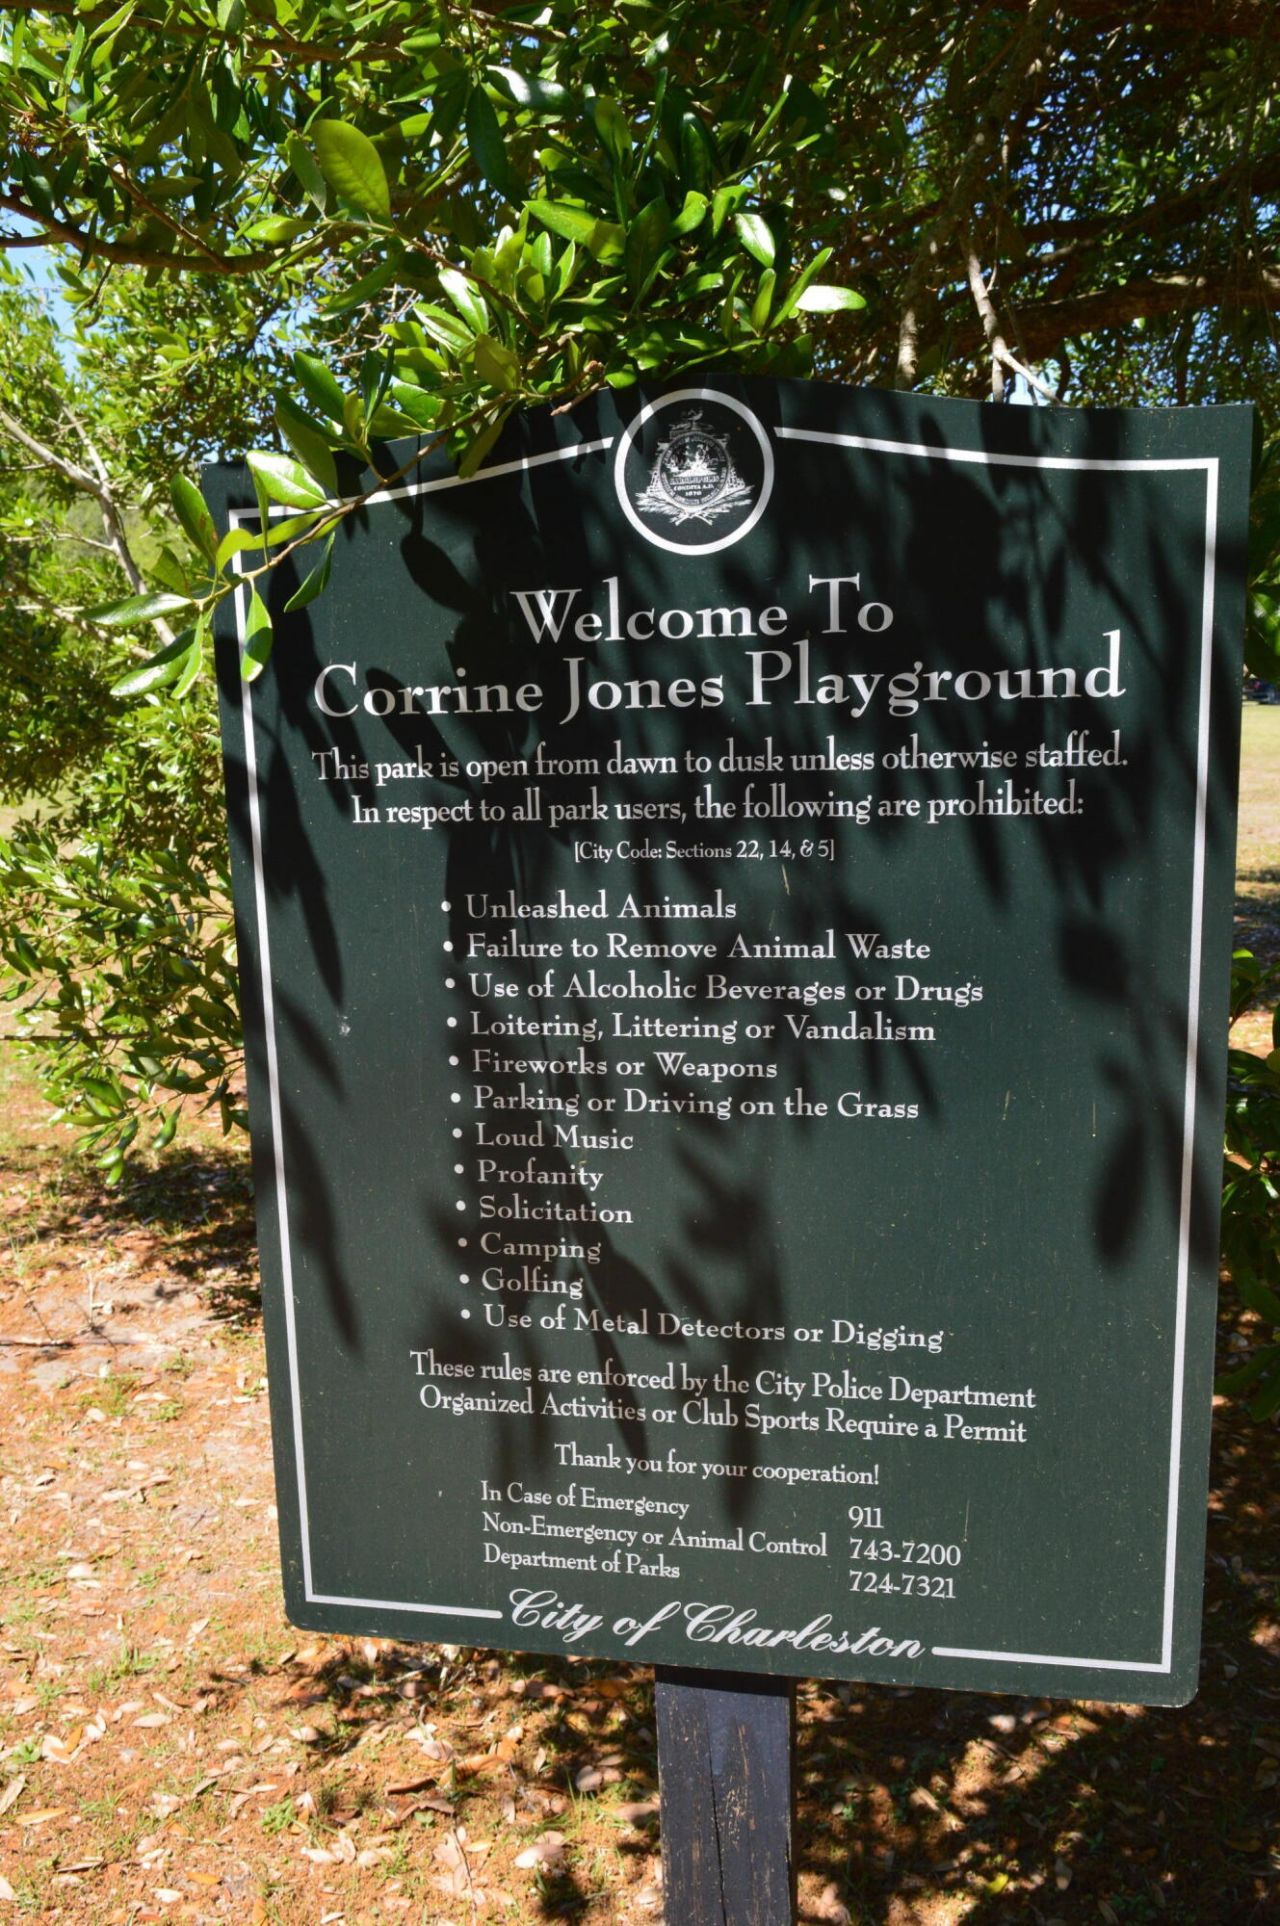 CONDITA A.D.
1670
Welcome To
Corrine Jones Playground
This park is open from dawn to dusk unless otherwise staffed.
In respect to all park users, the following are prohibited:
[City Code: Sections 22, 14, & 5]
• Unleashed Animals
• Failure to Remove Animal Waste
• Use of Alcoholic Beverages or Drugs
• Loitering, Littering or Vandalism
• Fireworks or Weapons
• Parking or Driving on the Grass
• Loud Music
• Profanity
• Solicitation
• Camping
• Golfing
• Use of Metal Detectors or Digging
These rules are enforced by the City Police Department
Organized Activities or Club Sports Require a Permit
Thank you for your cooperation!
In Case of Emergency 911
Non-Emergency or Animal Control 743-7200
Department of Parks 724-7321
City of Charleston